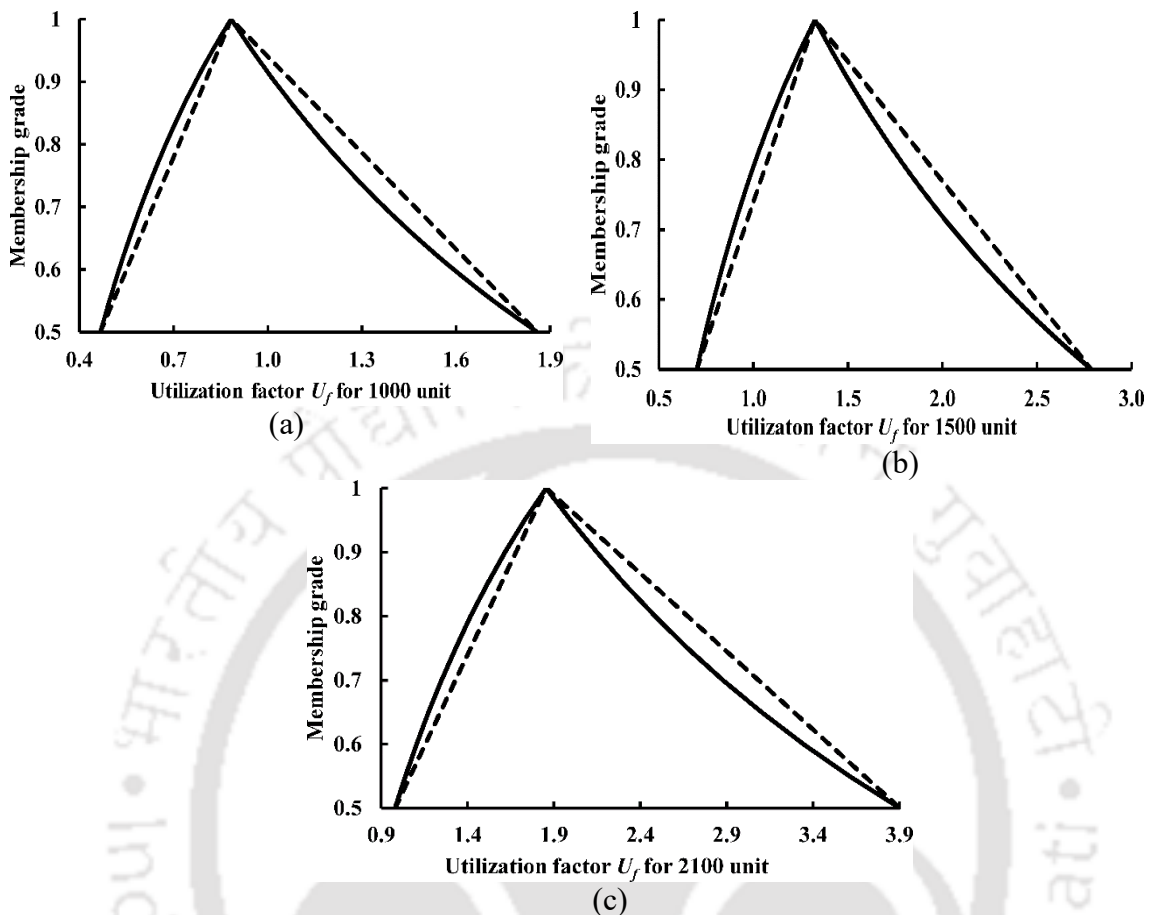 1
0.9
0.8
0.7
0.6
0.5
Membership grade
0.4 0.7 1.0 1.3 1.6 1.9
Utilization factor U_f for 1000 unit
(a)
1
0.9
0.8
0.7
0.6
0.5
Membership grade
0.5 1.0 1.5 2.0 2.5 3.0
Utilizaton factor U_f for 1500 unit
(b)
1
0.9
0.8
0.7
0.6
0.5
Membership grade
0.9 1.4 1.9 2.4 2.9 3.4 3.9
Utilization factor U_f for 2100 unit
(c)